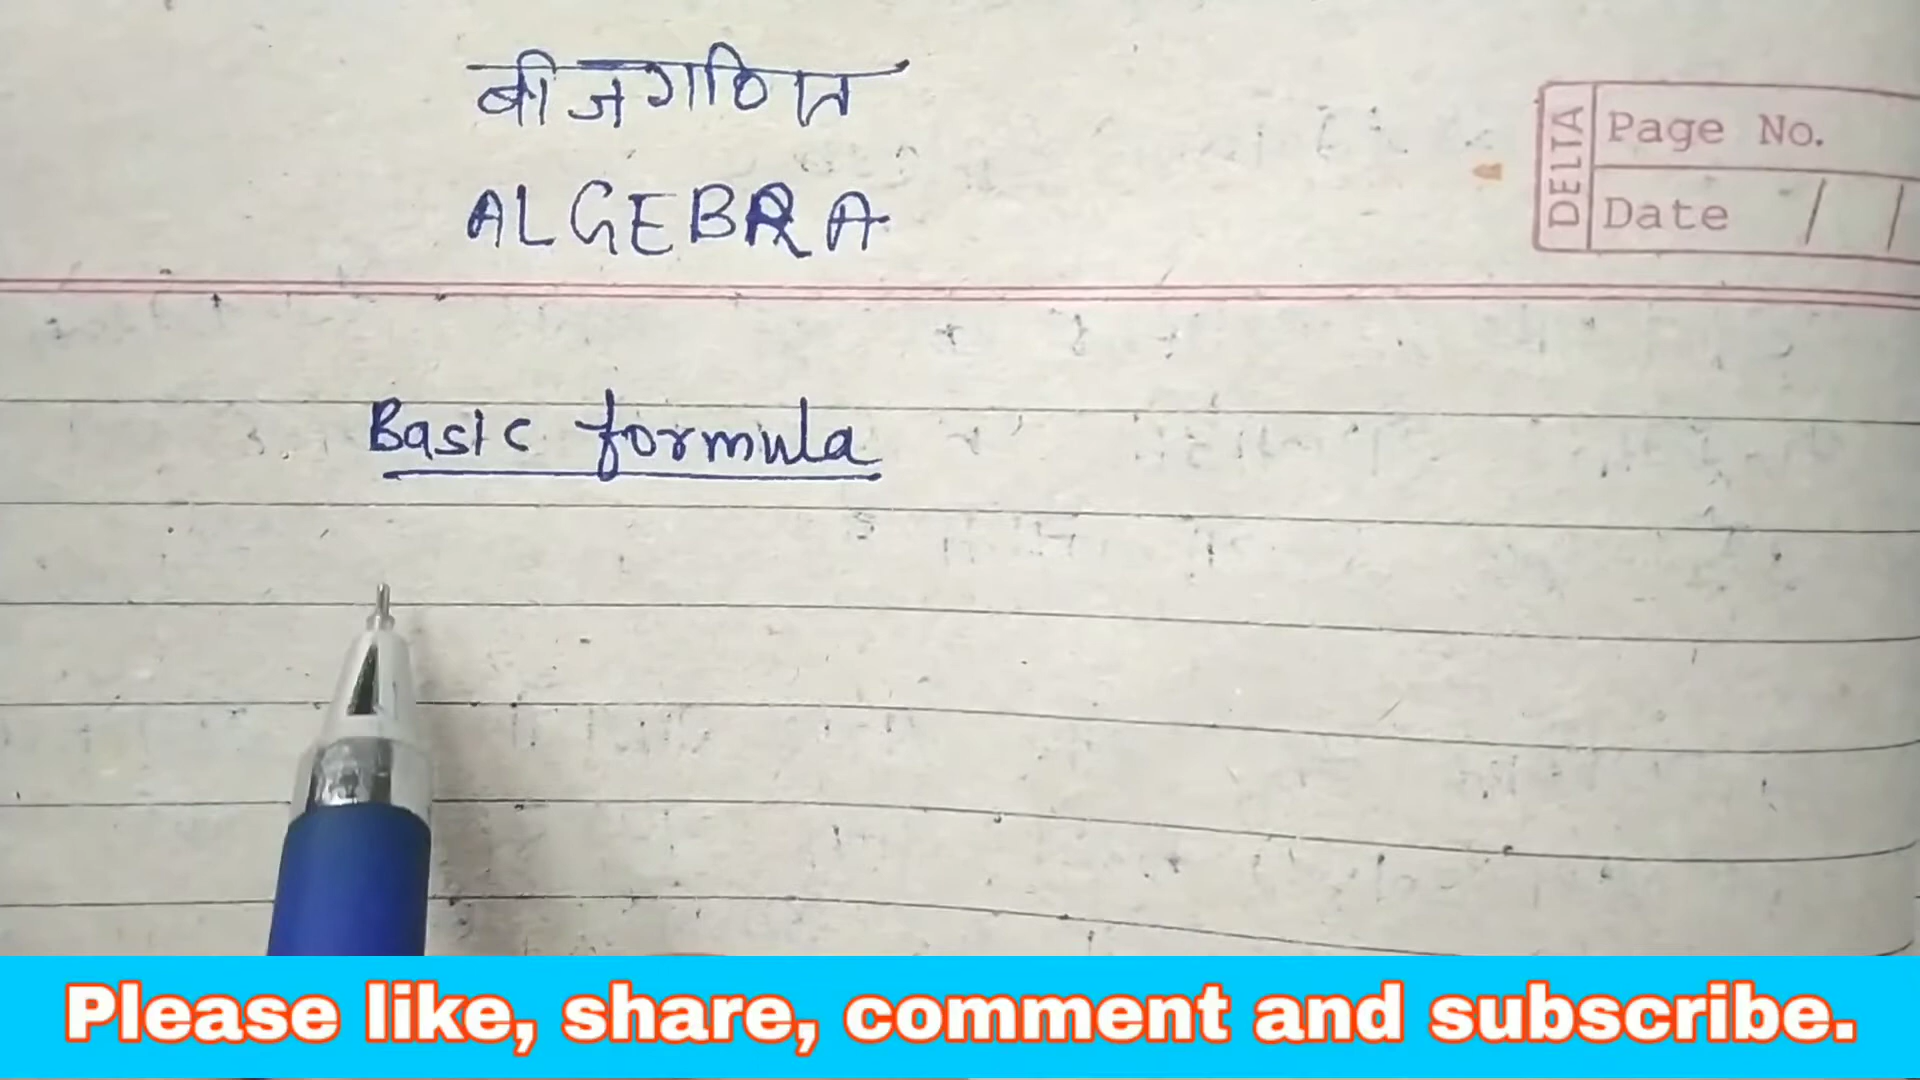 बीजगणित
ALGEBRA
DELTA
Page No.
Date / /
Basic formula
Please like, share, comment and subscribe.